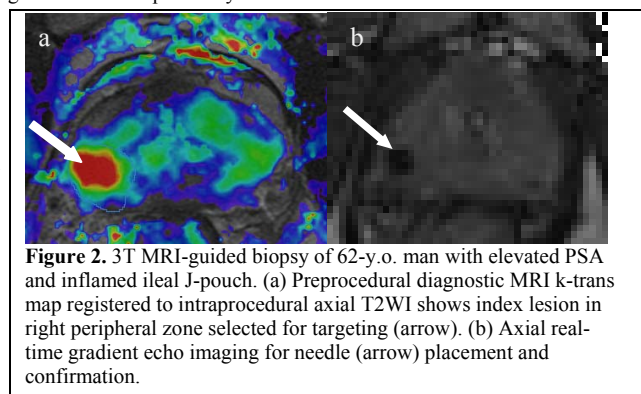 a
b
Figure 2. 3T MRI-guided biopsy of 62-y.o. man with elevated PSA
and inflamed ileal J-pouch. (a) Preprocedural diagnostic MRI k-trans
map registered to intraprocedural axial T2WI shows index lesion in
right peripheral zone selected for targeting (arrow). (b) Axial real-
time gradient echo imaging for needle (arrow) placement and
confirmation.